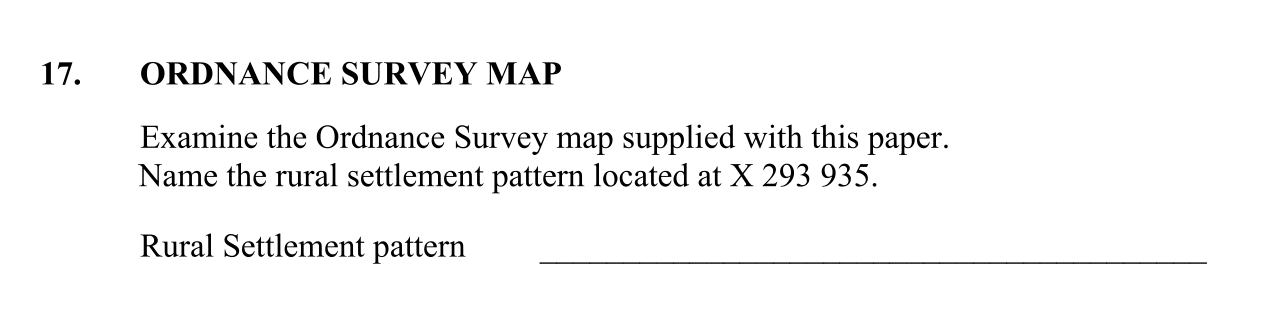 17. ORDNANCE SURVEY MAP
Examine the Ordnance Survey map supplied with this paper.
Name the rural settlement pattern located at X 293 935.
Rural Settlement pattern